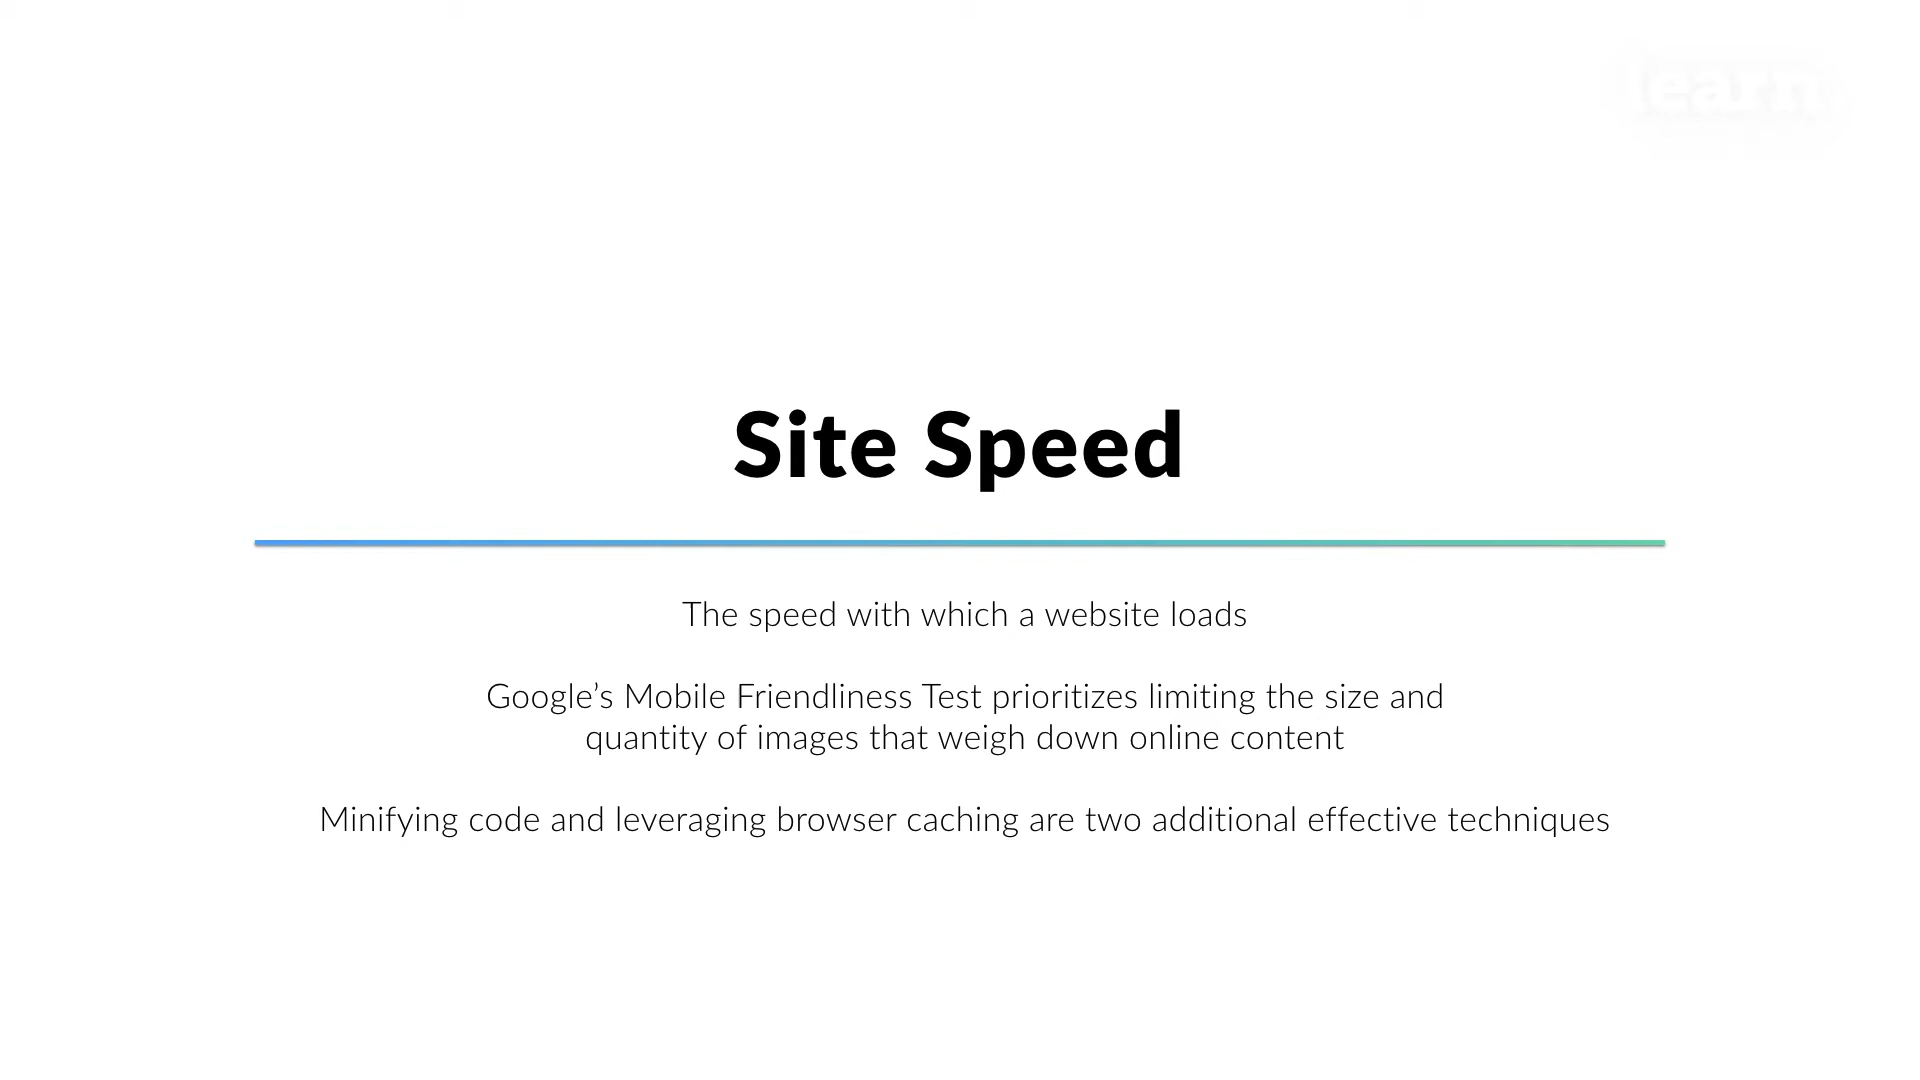 learn
Site Speed
The speed with which a website loads
Google’s Mobile Friendliness Test prioritizes limiting the size and
quantity of images that weigh down online content
Minifying code and leveraging browser caching are two additional effective techniques